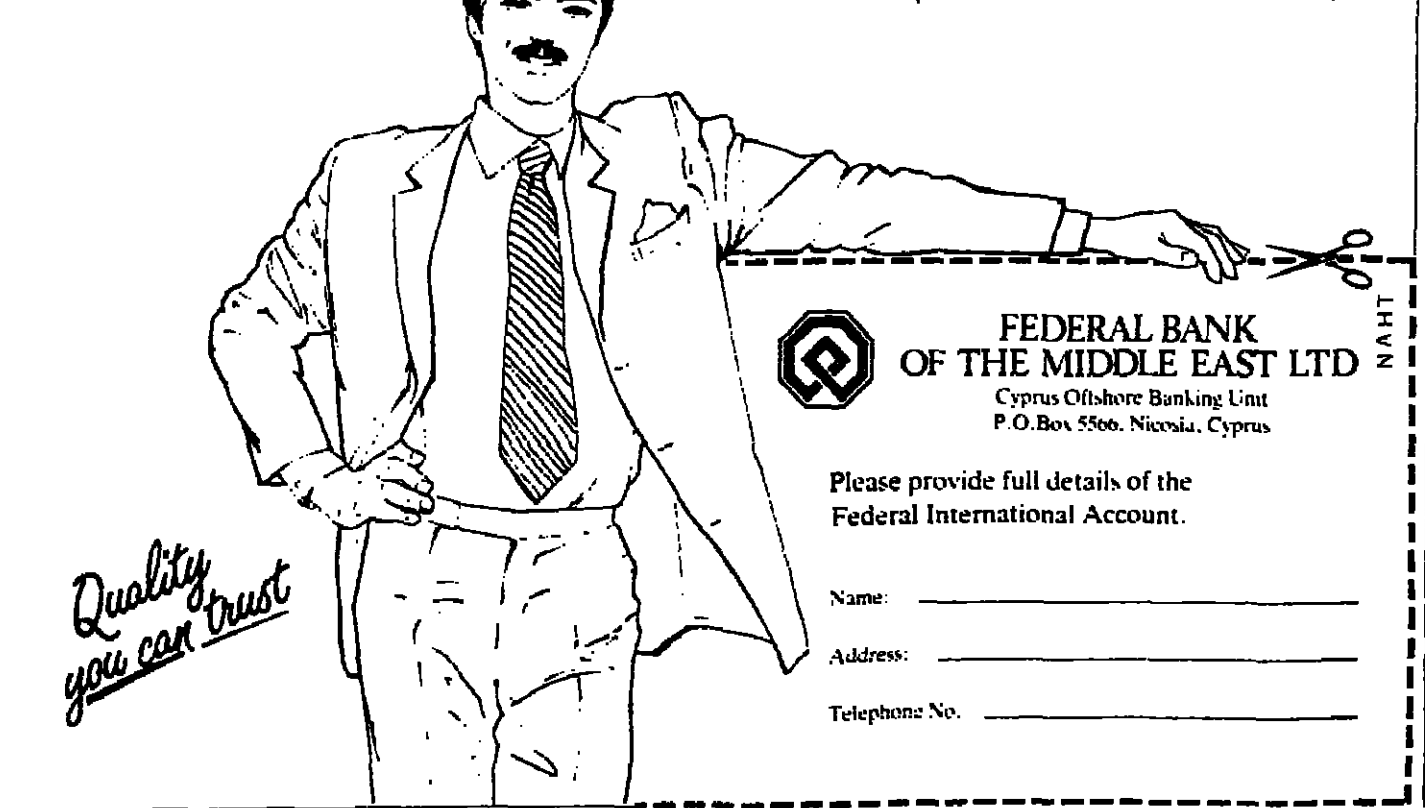 FEDERAL BANK
OF THE MIDDLE EAST LTD
Cyprus Offshore Banking Unit
P.O.Box 5566, Nicosia, Cyprus
Please provide full details of the
Federal International Account.
Name:
Address:
Telephone No.
THAN
Quality
you can trust